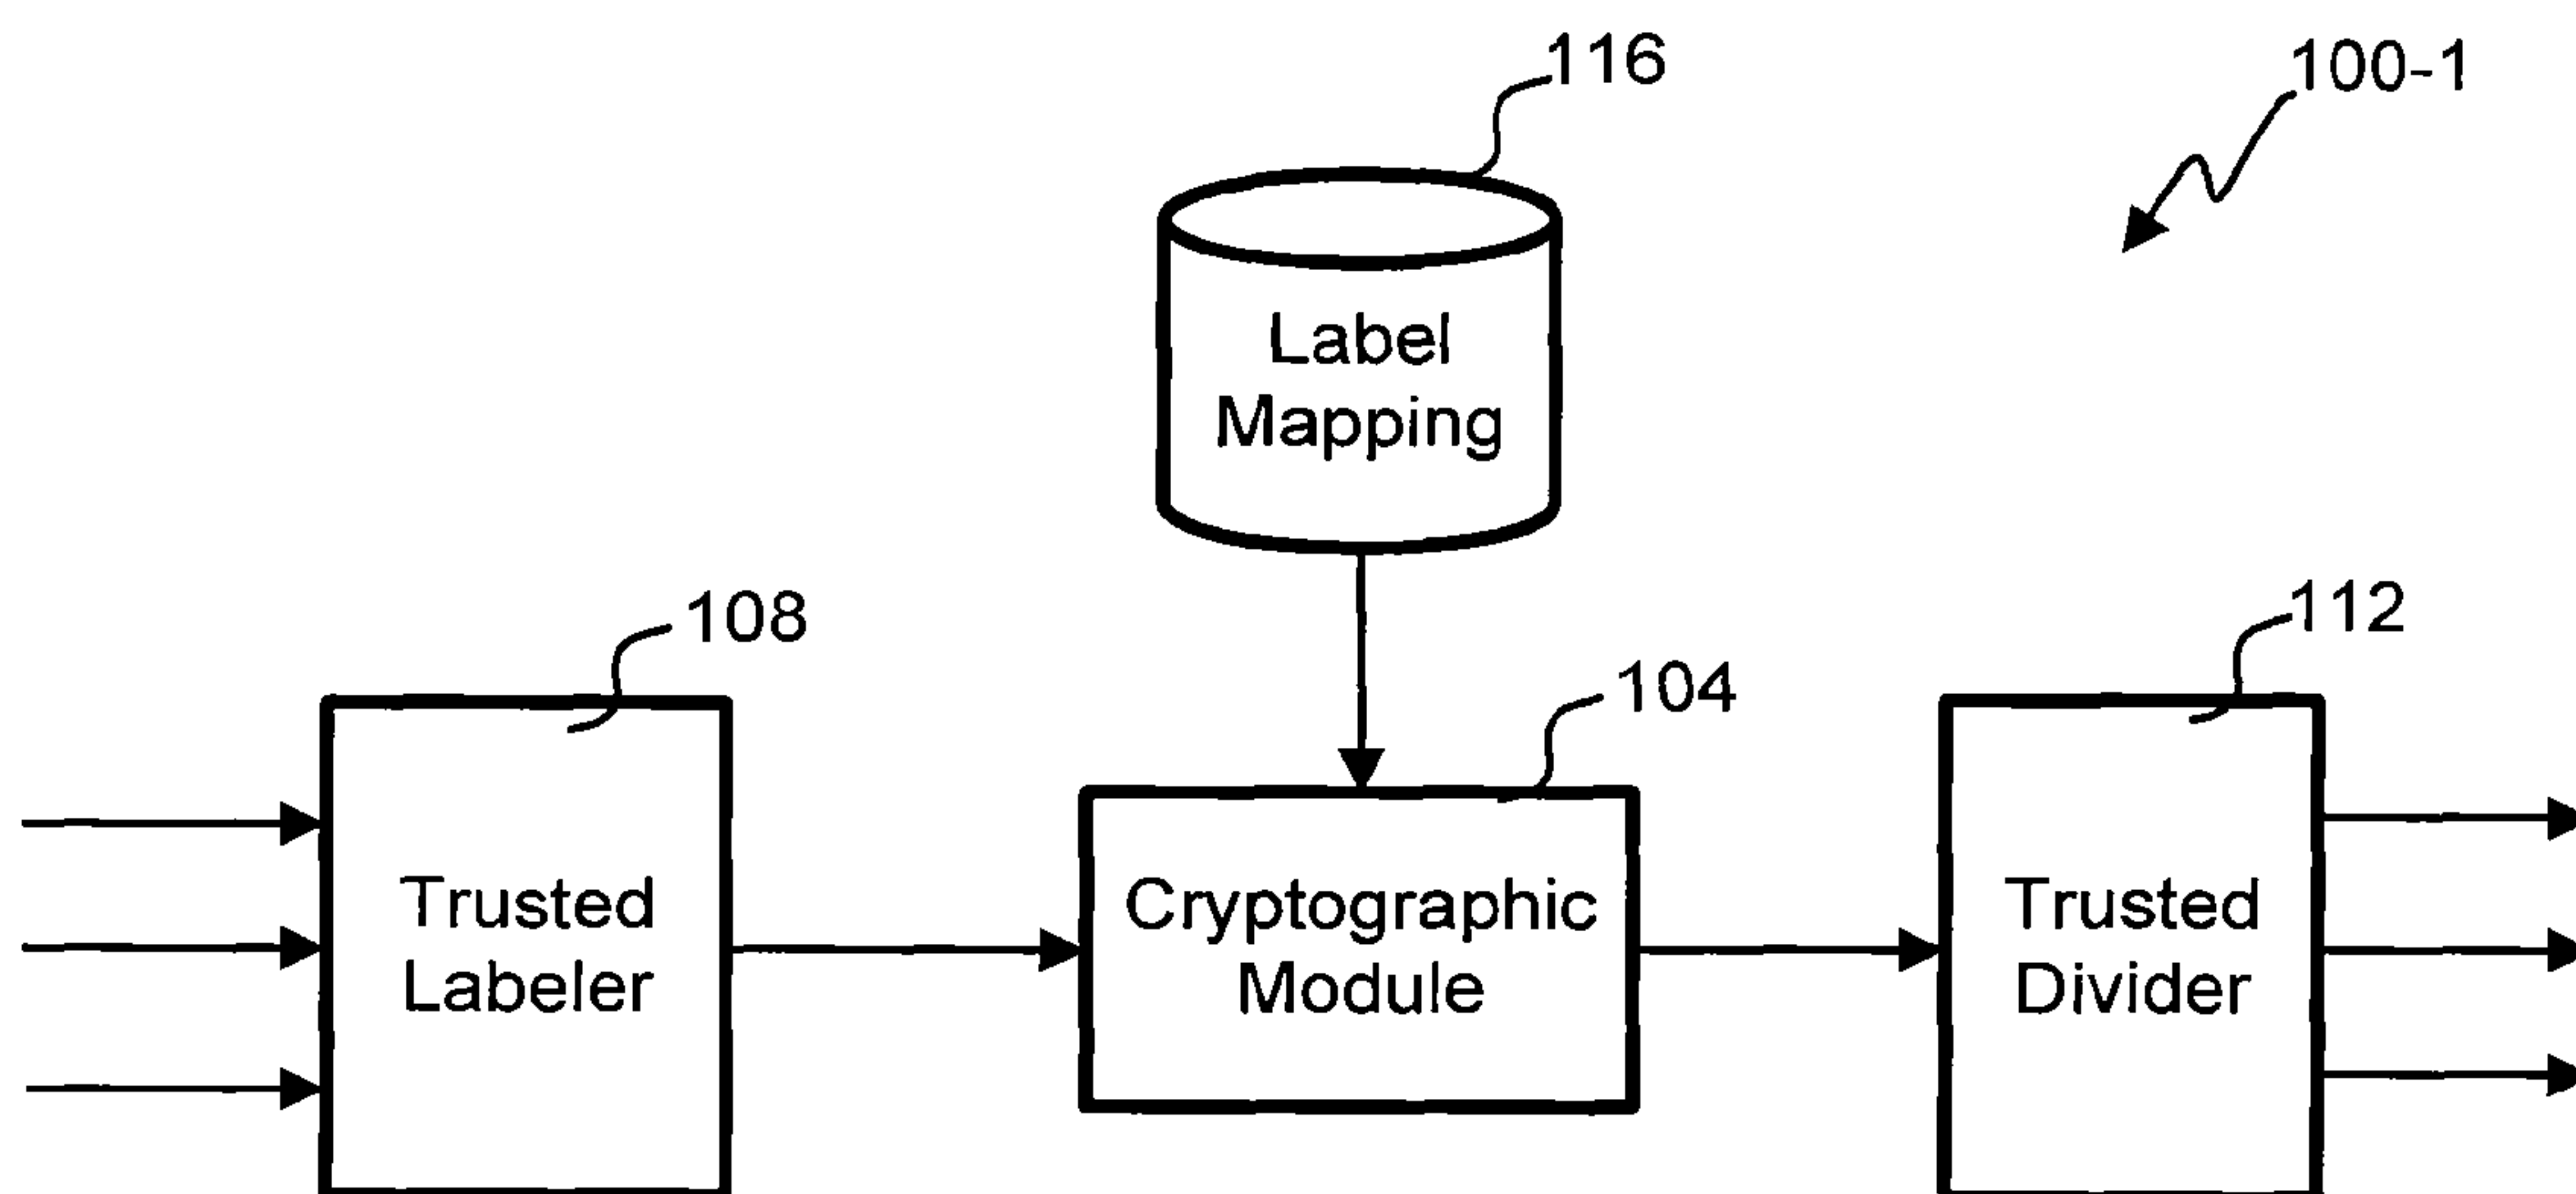 116
100-1
Label
Mapping
108
112
104
Trusted
Labeler
Cryptographic
Module
Trusted
Divider